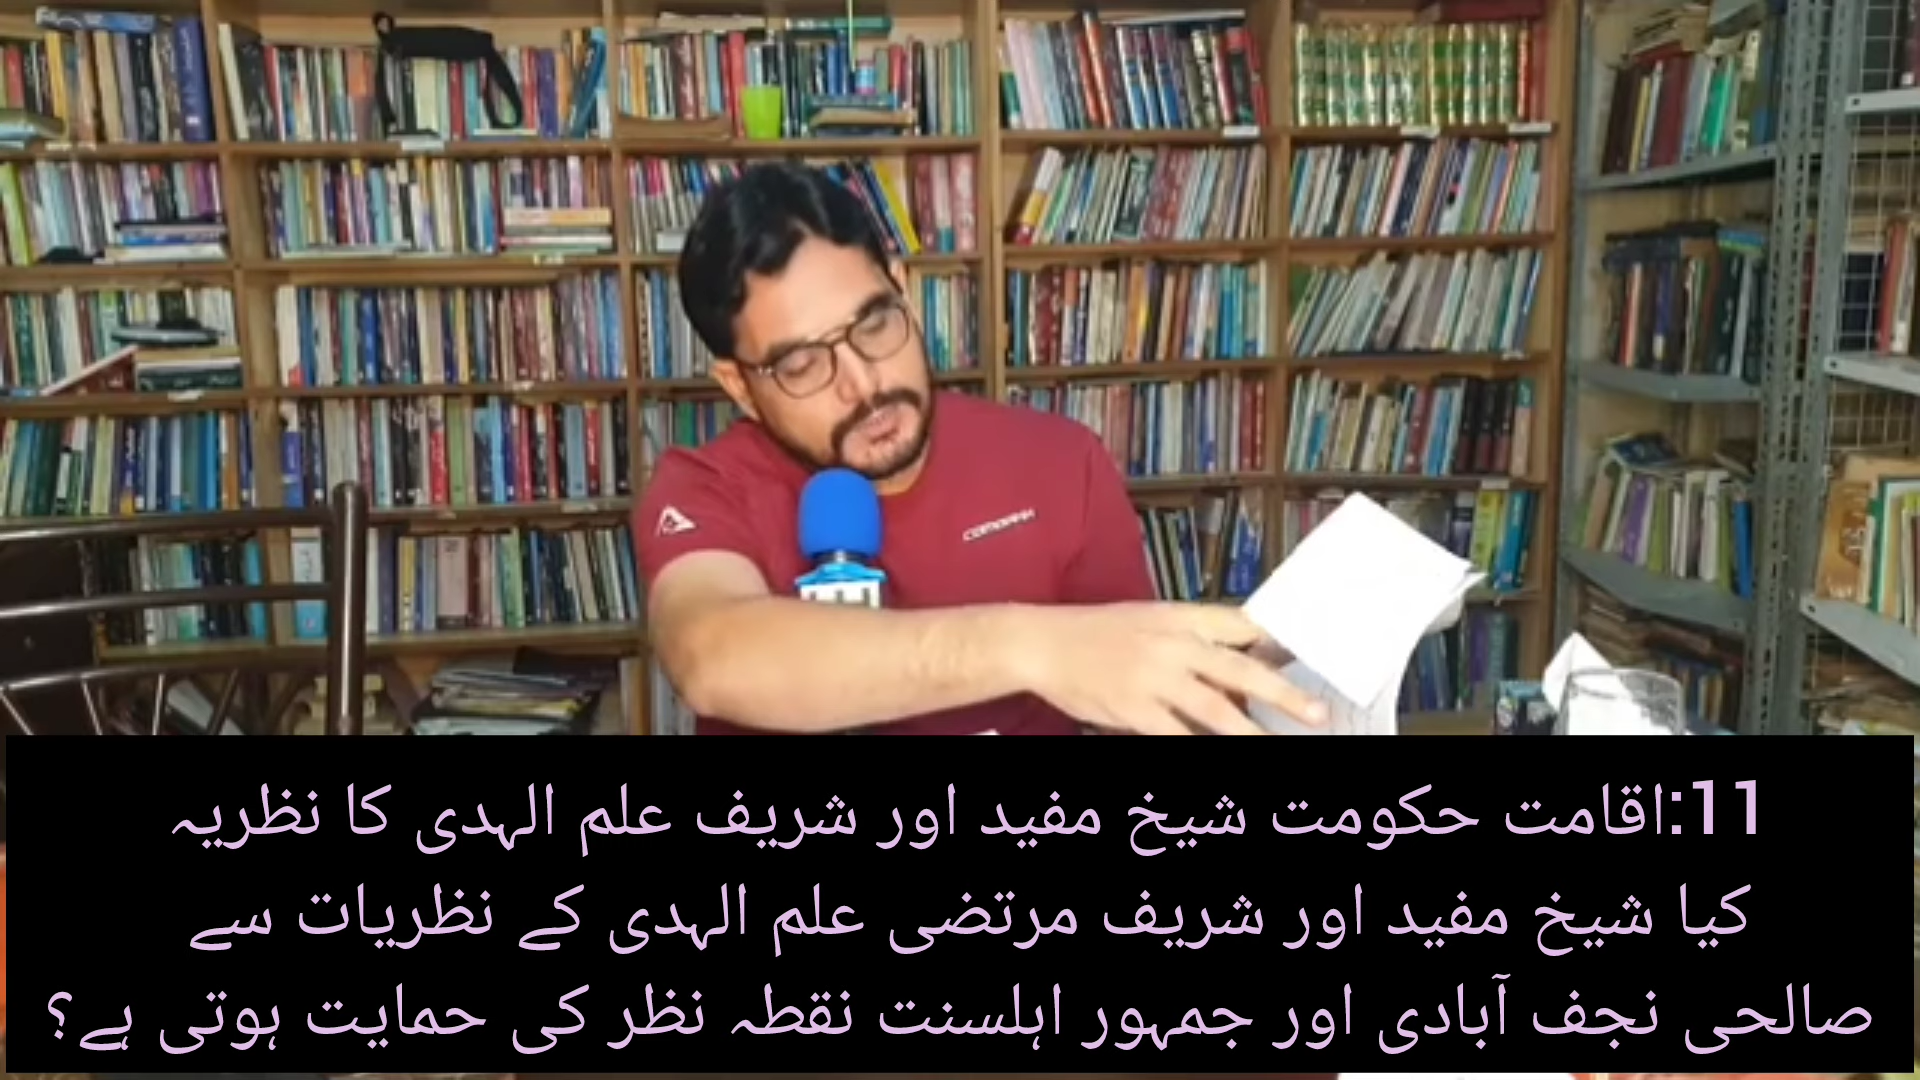 11:اقامت حکومت شیخ مفید اور شریف علم الہدی کا نظریہ
کیا شیخ مفید اور شریف مرتضی علم الہدی کے نظریات سے
صالحی نجف آبادی اور جمہور اہلسنت نقطہ نظر کی حمایت ہوتی ہے؟